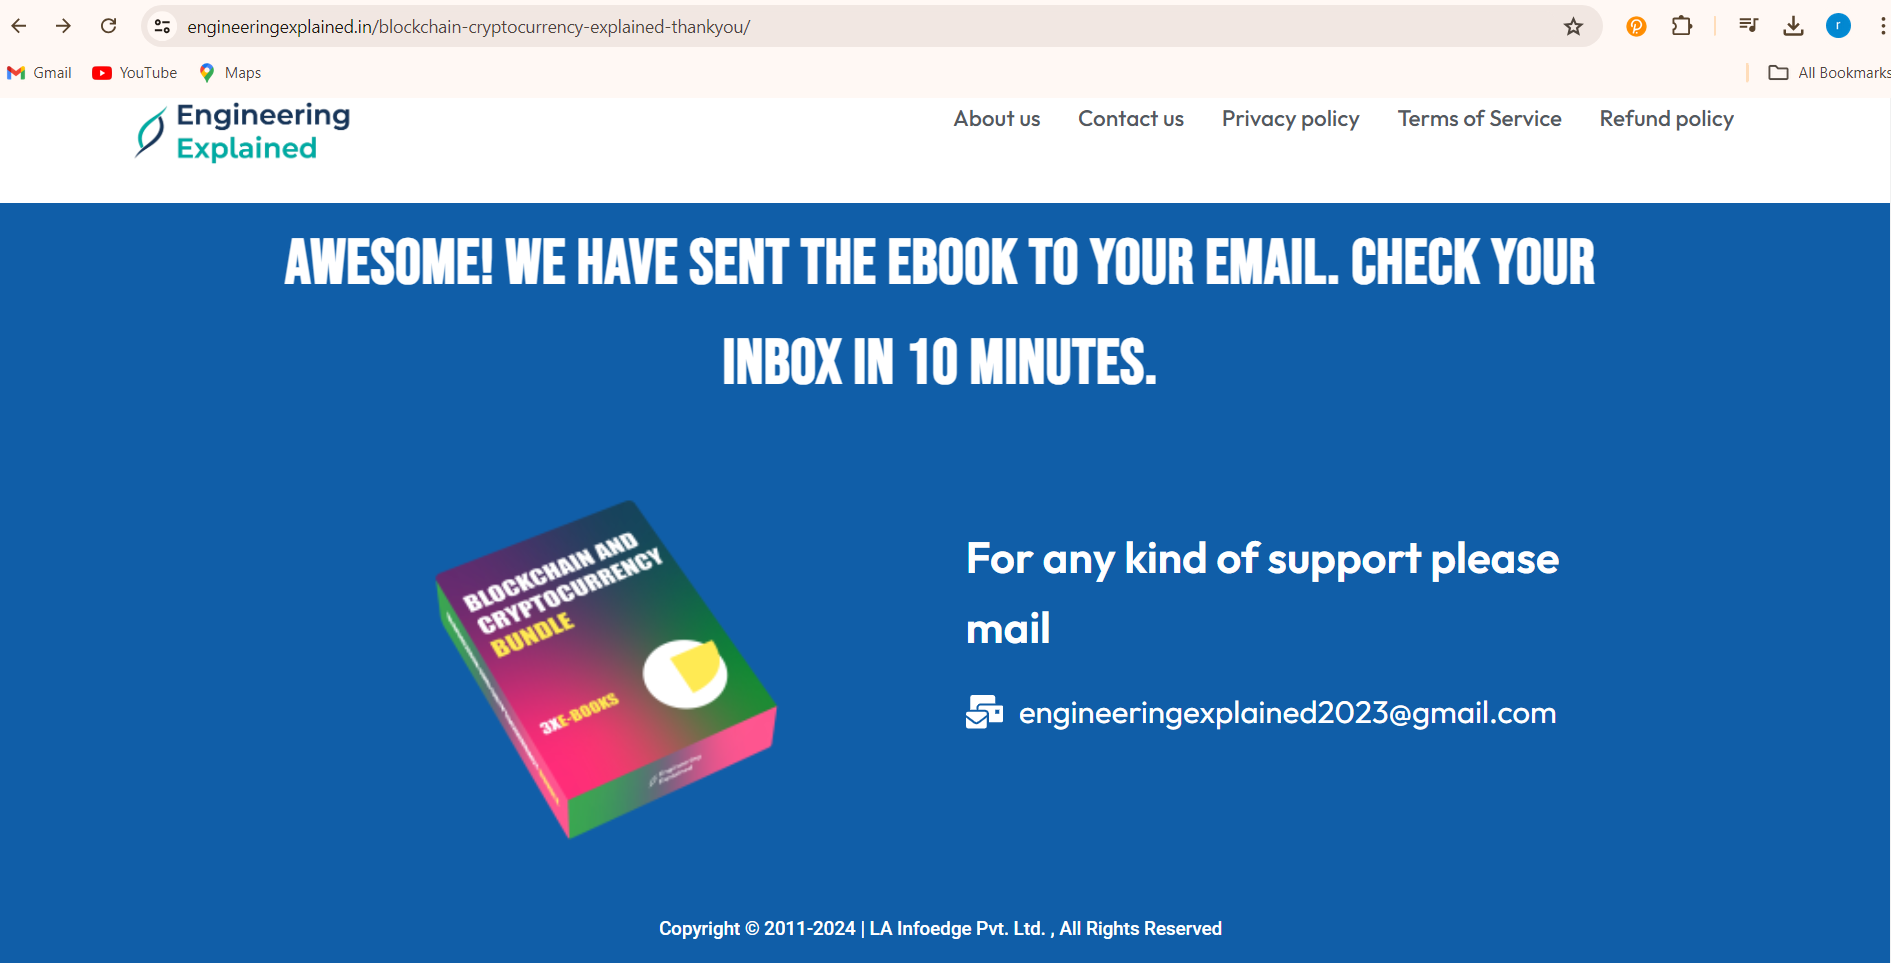 engineeringexplained.in/blockchain-cryptocurrency-explained-thankyou/
r
Gmail
YouTube
Maps
All Bookmarks
Engineering
Explained
About us
Contact us
Privacy policy
Terms of Service
Refund policy
AWESOME! WE HAVE SENT THE EBOOK TO YOUR EMAIL. CHECK YOUR
INBOX IN 10 MINUTES.
BLOCKCHAIN AND
CRYPTOCURRENCY
BUNDLE
3XE-BOOKS
Engineering
Explained
For any kind of support please
mail
engineeringexplained2023@gmail.com
Copyright © 2011-2024 | LA Infoedge Pvt. Ltd. , All Rights Reserved